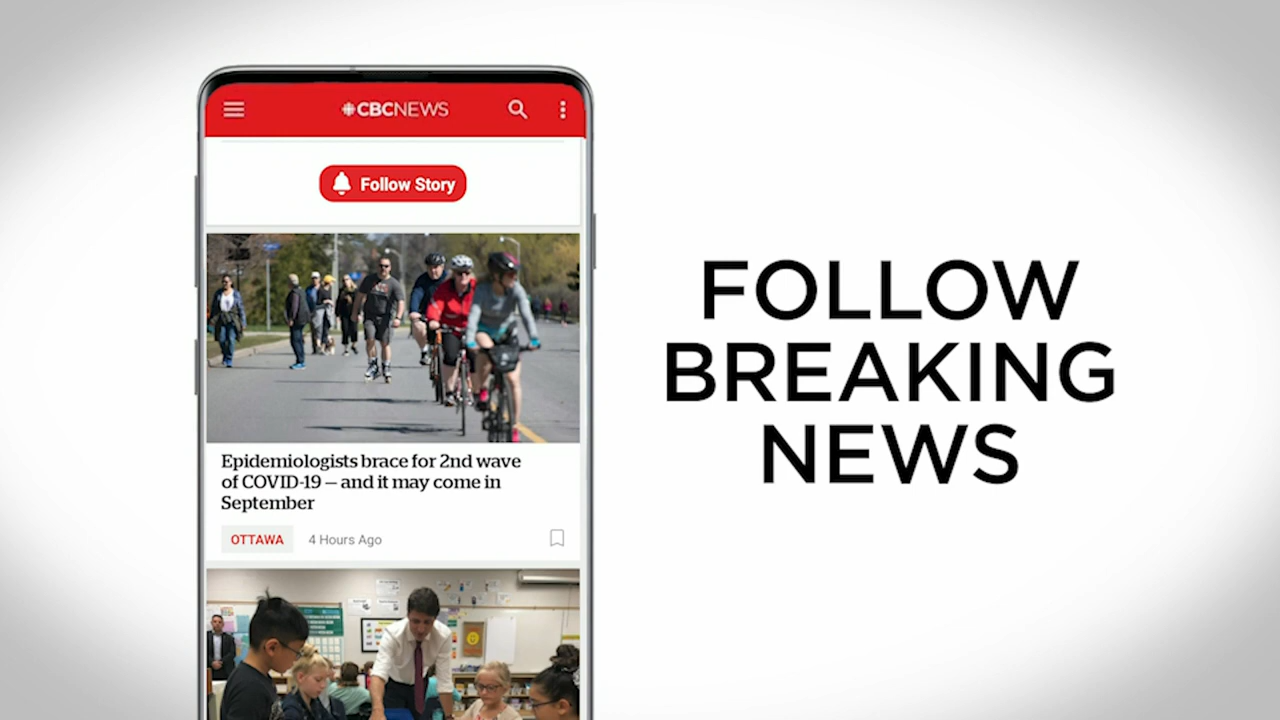 CBCNEWS
Follow Story
Epidemiologists brace for 2nd wave
of COVID-19 – and it may come in
September
OTTAWA
4 Hours Ago
FOLLOW
BREAKING
NEWS